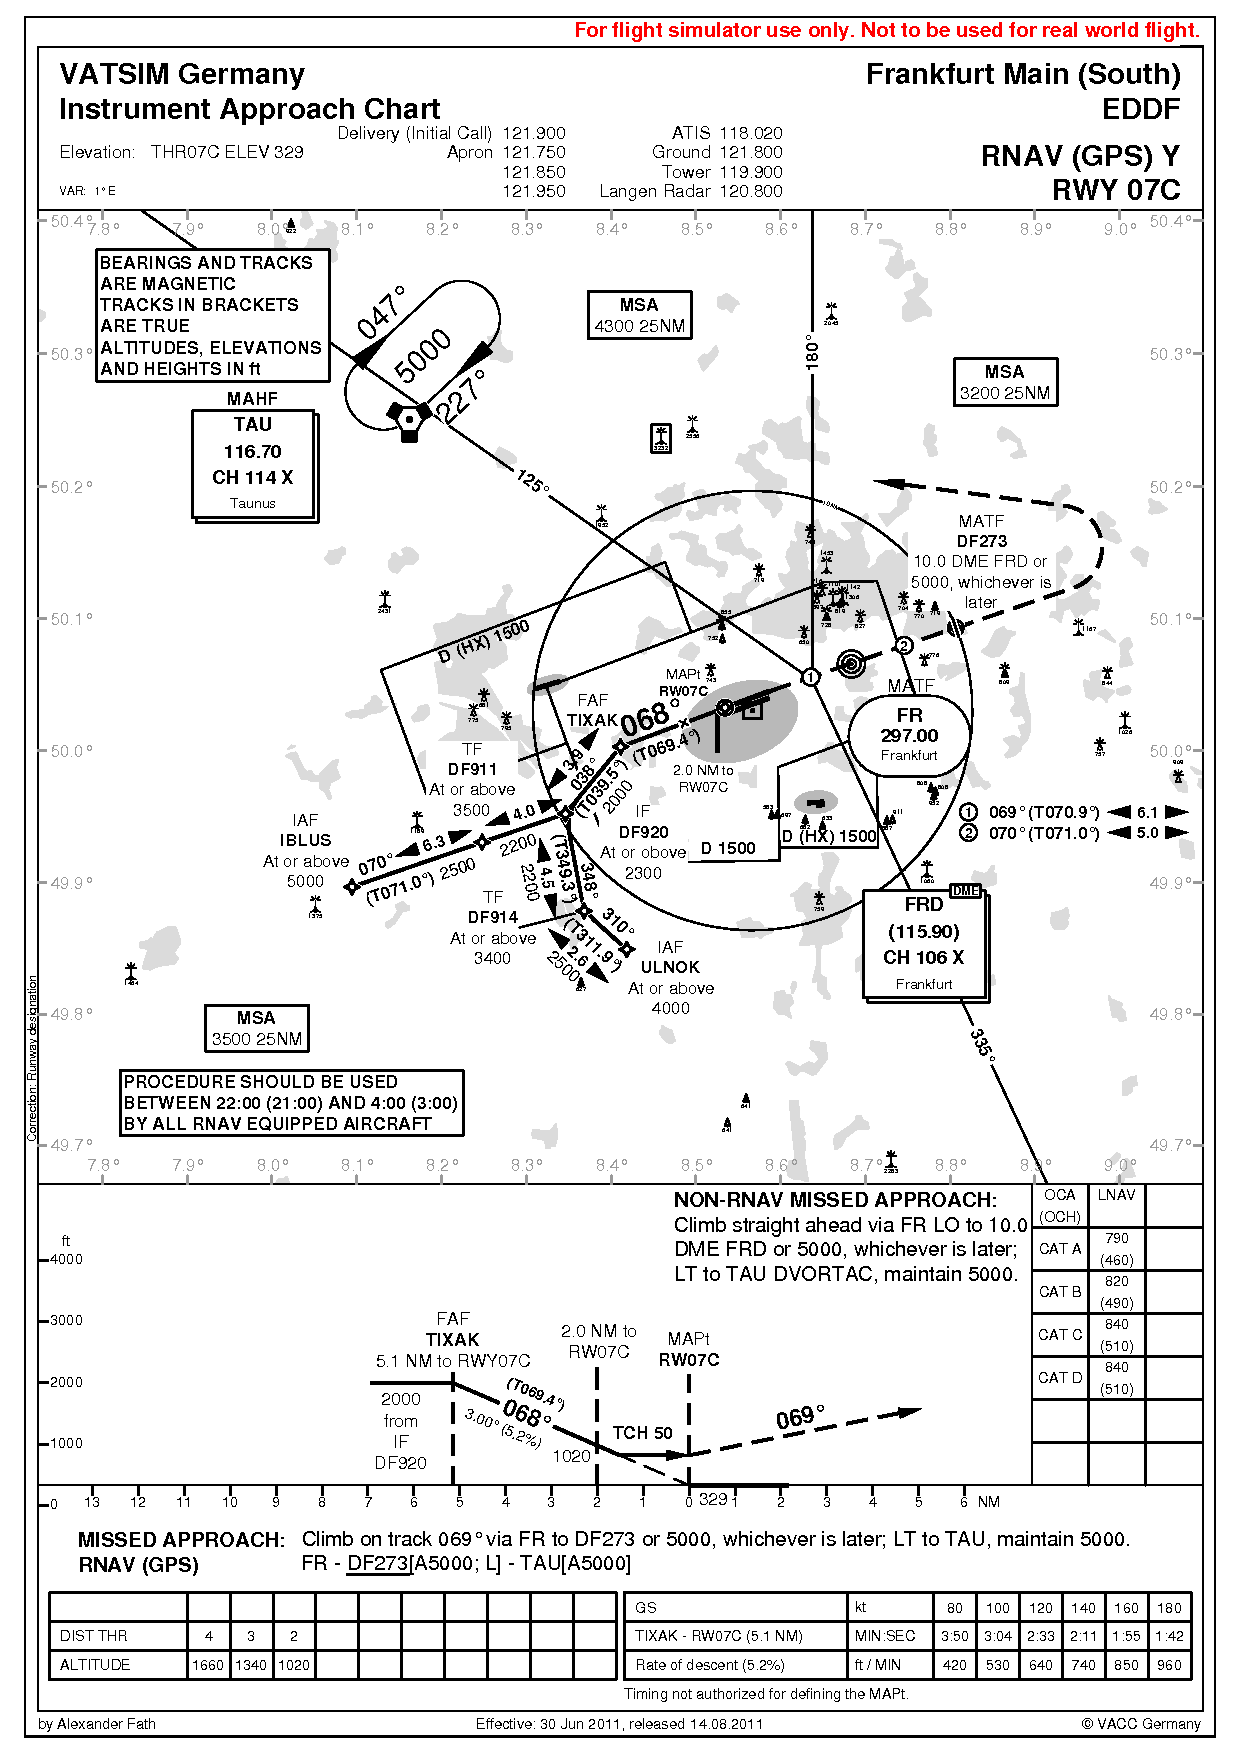 For flight simulator use only. Not to be used for real world flight.
VATSIM Germany
Instrument Approach Chart
Frankfurt Main (South)
EDDF
RNAV (GPS) Y
RWY 07C
Delivery (Initial Call) 121.900
Apron 121.750
121.850
121.950
ATIS 118.020
Ground 121.800
Tower 119.900
Langen Radar 120.800
Elevation: THR07C ELEV 329
VAR: 1°E
50.4° 7.8° 7.9° 8.0° 8.1° 8.2° 8.3° 8.4° 8.5° 8.6° 8.7° 8.8° 8.9° 9.0° 50.4°
BEARINGS AND TRACKS
ARE MAGNETIC
TRACKS IN BRACKETS
ARE TRUE
ALTITUDES, ELEVATIONS
AND HEIGHTS IN ft
047°
5000
227°
MSA
4300 25NM
180°
MSA
3200 25NM
50.3° 50.3°
MAHF
TAU
116.70
CH 114 X
Taunus
125°
50.2° 50.2°
MATF
DF273
10.0 DME FRD or
5000, whichever is
later
50.1° 50.1°
D (HX) 1500
MAPt
RW07C
FAF
TIXAK
068°
(T069.4°)
2.0 NM to
RW07C
1
2
MATF
FR
297.00
Frankfurt
50.0° 50.0°
TF
DF911
At or above
3500
3.9
038°
(T039.5°)
2000
IF
DF920
At or obove
2300
D 1500
D (HX) 1500
1 069°(T070.9°) 6.1
2 070°(T071.0°) 5.0
IAF
IBLUS
At or above
5000
070°
6.3
(T071.0°) 2500
4.0
2200
49.9° 49.9°
TF
DF914
At or above
3400
2200
4.5
(T349.3°)
348°
310°
(T311.9°)
2.6
2500
IAF
ULNOK
At or above
4000
DME
FRD
(115.90)
CH 106 X
Frankfurt
335°
49.8° 49.8°
MSA
3500 25NM
PROCEDURE SHOULD BE USED
BETWEEN 22:00 (21:00) AND 4:00 (3:00)
BY ALL RNAV EQUIPPED AIRCRAFT
Correction: Runway designation
49.7° 49.7°
7.8° 7.9° 8.0° 8.1° 8.2° 8.3° 8.4° 8.5° 8.6° 8.7° 8.8° 8.9° 9.0°
NON-RNAV MISSED APPROACH:
Climb straight ahead via FR LO to 10.0
DME FRD or 5000, whichever is later;
LT to TAU DVORTAC, maintain 5000.
OCA (OCH) LNAV
CAT A 790 (460)
CAT B 820 (490)
CAT C 840 (510)
CAT D 840 (510)
ft
4000
3000
2000
1000
0
FAF
TIXAK
5.1 NM to RWY07C
2.0 NM to
RW07C
MAPt
RW07C
2000
from
IF
DF920
(T069.4°)
068°
3.00° (5.2%)
1020
TCH 50
069°
329
13 12 11 10 9 8 7 6 5 4 3 2 1 0 1 2 3 4 5 6 NM
MISSED APPROACH: Climb on track 069° via FR to DF273 or 5000, whichever is later; LT to TAU, maintain 5000.
RNAV (GPS) FR - DF273[A5000; L] - TAU[A5000]
DIST THR 4 3 2
ALTITUDE 1660 1340 1020
GS kt 80 100 120 140 160 180
TIXAK - RW07C (5.1 NM) MIN:SEC 3:50 3:04 2:33 2:11 1:55 1:42
Rate of descent (5.2%) ft / MIN 420 530 640 740 850 960
Timing not authorized for defining the MAPt.
by Alexander Fath
Effective: 30 Jun 2011, released 14.08.2011
© VACC Germany